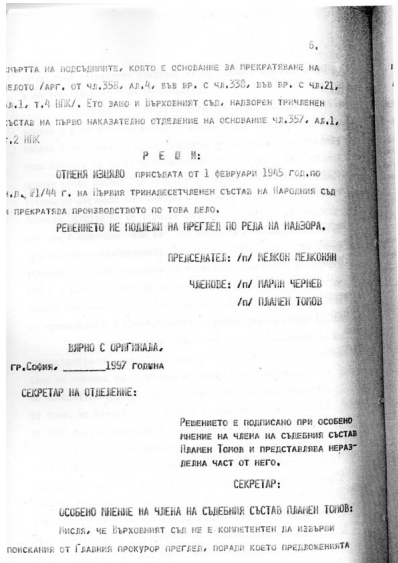 6.
СМЪРТТА НА ПОДСЪДИМИТЕ, КОЯТО Е ОСНОВАНИЕ ЗА ПРЕКРАТЯВАНЕ НА
ДЕЛОТО /АРГ. ОТ ЧЛ.358, АЛ.4, ВЪВ ВР. С ЧЛ.338, ВЪВ ВР. С ЧЛ.21,
АЛ.1, Т.4 НПК/. ЕТО ЗАЩО И ВЪРХОВНИЯТ СЪД, НАДЗОРЕН ТРИЧЛЕНЕН
СЪСТАВ НА ПЪРВО НАКАЗАТЕЛНО ОТДЕЛЕНИЕ НА ОСНОВАНИЕ ЧЛ.357, АЛ.1,
Т.2 НПК
Р Е Ш И:
ОТМЕНЯ ИЗЦЯЛО ПРИСЪДАТА ОТ 1 ФЕВРУАРИ 1945 ГОД.ПО
Н.Д. №1/44 Г. НА ПЪРВИЯ ТРИНАДЕСЕТЧЛЕНЕН СЪСТАВ НА НАРОДНИЯ СЪД
И ПРЕКРАТЯВА ПРОИЗВОДСТВОТО ПО ТОВА ДЕЛО.
РЕШЕНИЕТО НЕ ПОДЛЕЖИ НА ПРЕГЛЕД ПО РЕДА НА НАДЗОРА.
ПРЕДСЕДАТЕЛ: /П/ МЕЛКОН МЕЛКОНЯН
ЧЛЕНОВЕ: /П/ МАРИН ЧЕРНЕВ
/П/ ПЛАМЕН ТОМОВ
ВЯРНО С ОРИГИНАЛА,
ГР.СОФИЯ, ________1997 ГОДИНА
СЕКРЕТАР НА ОТДЕЛЕНИЕ:
РЕШЕНИЕТО Е ПОДПИСАНО ПРИ ОСОБЕНО
МНЕНИЕ НА ЧЛЕНА НА СЪДЕБНИЯ СЪСТАВ
ПЛАМЕН ТОМОВ И ПРЕДСТАВЛЯВА НЕРАЗ-
ДЕЛНА ЧАСТ ОТ НЕГО.
СЕКРЕТАР:
ОСОБЕНО МНЕНИЕ НА ЧЛЕНА НА СЪДЕБНИЯ СЪСТАВ ПЛАМЕН ТОМОВ:
МИСЛЯ, ЧЕ ВЪРХОВНИЯТ СЪД НЕ Е КОМПЕТЕНТЕН ДА ИЗВЪРШИ
ПОИСКАНИЯ ОТ ГЛАВНИЯ ПРОКУРОР ПРЕГЛЕД, ПОРАДИ КОЕТО ПРЕДЛОЖЕНИЯТА